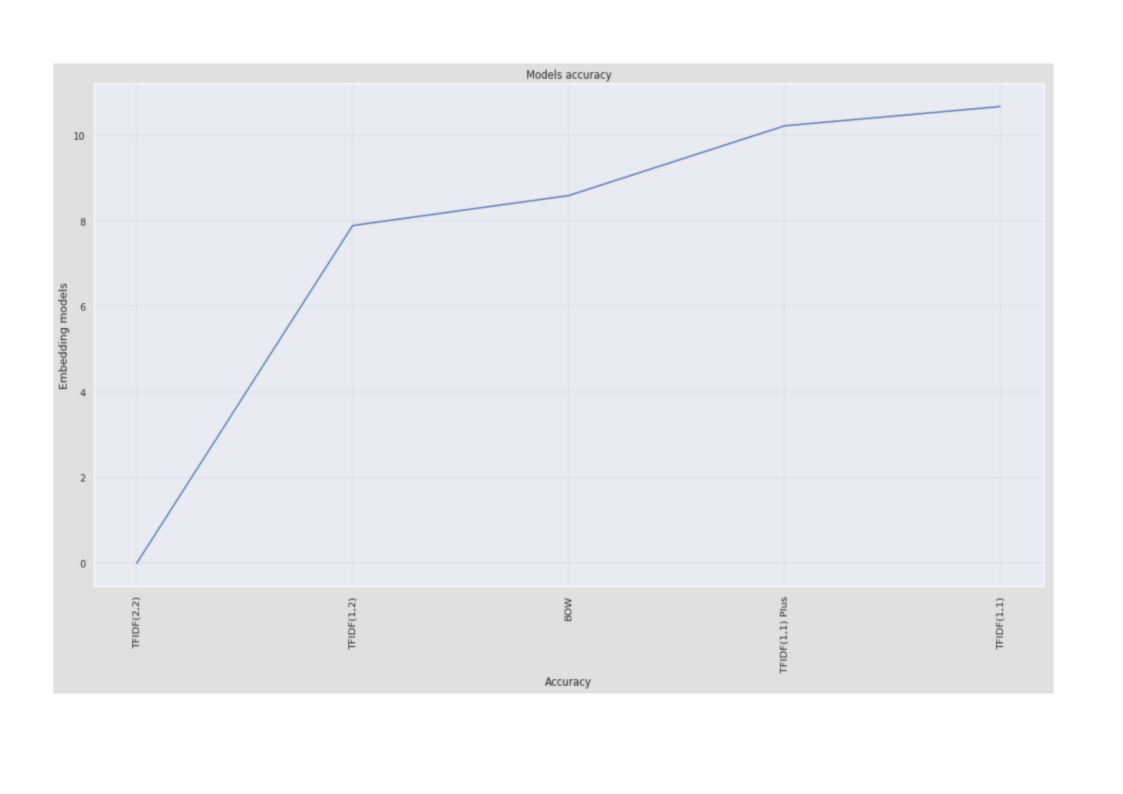 Models accuracy
10
8
6
4
2
0
Embedding models
TFIDF(2,2)
TFIDF(1,2)
BOW
TFIDF(1,1) Plus
TFIDF(1,1)
Accuracy